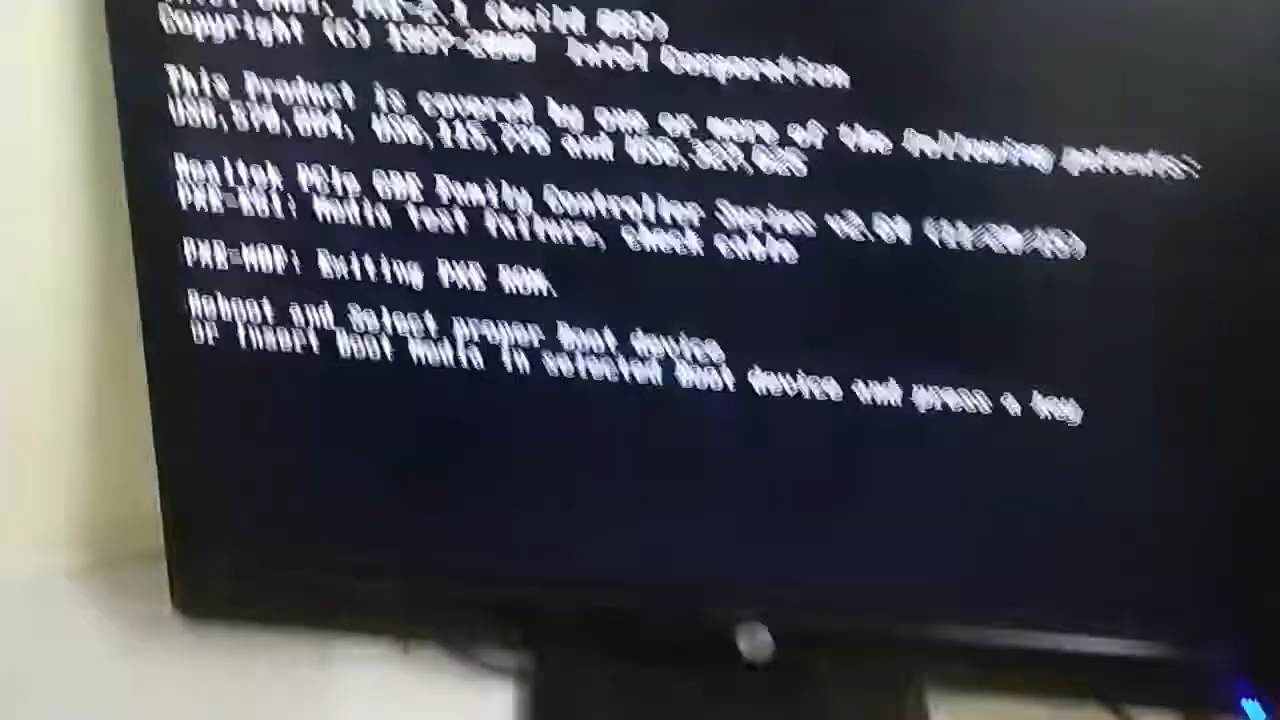 Copyright (C) 1997-2000 Intel Corporation
This Product is covered by one or more of the following patents:
and
Realtek PCIe GBE Family Controller Series
PXE-E61: Media test failure, check cable
PXE-M0F: Exiting PXE ROM.
Reboot and Select proper Boot device
or Insert Boot Media in selected Boot device and press a key